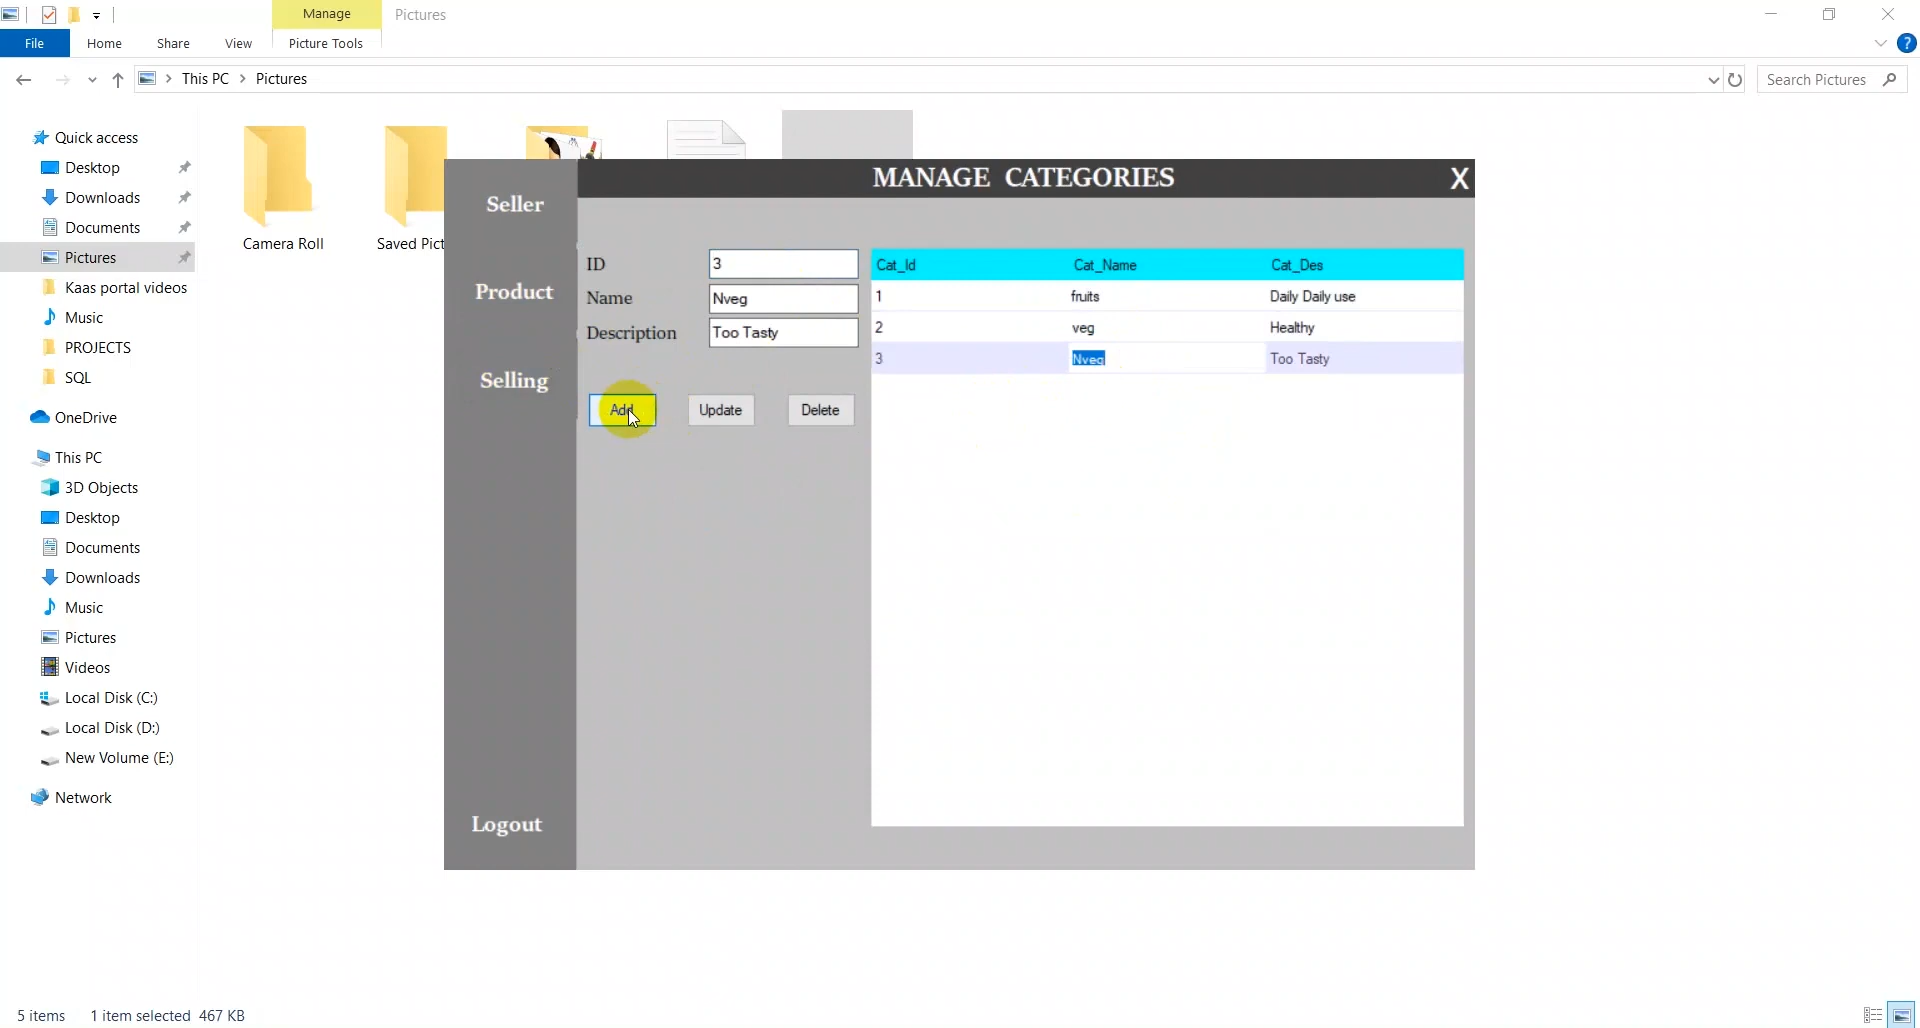 Manage
Pictures
File
Home
Share
View
Picture Tools
?
This PC
Pictures
Search Pictures
Quick access
Desktop
Downloads
Documents
Pictures
Kaas portal videos
Music
PROJECTS
SQL
OneDrive
This PC
3D Objects
Desktop
Documents
Downloads
Music
Pictures
Videos
Local Disk (C:)
Local Disk (D:)
New Volume (E:)
Network
Camera Roll
Saved Pict
MANAGE CATEGORIES
X
Seller
Product
Selling
Logout
ID
3
Name
Nveg
Description
Too Tasty
Add
Update
Delete
Cat_Id Cat_Name Cat_Des
1 fruits Daily Daily use
2 veg Healthy
3 Nveg Too Tasty
5 items 1 item selected 467 KB